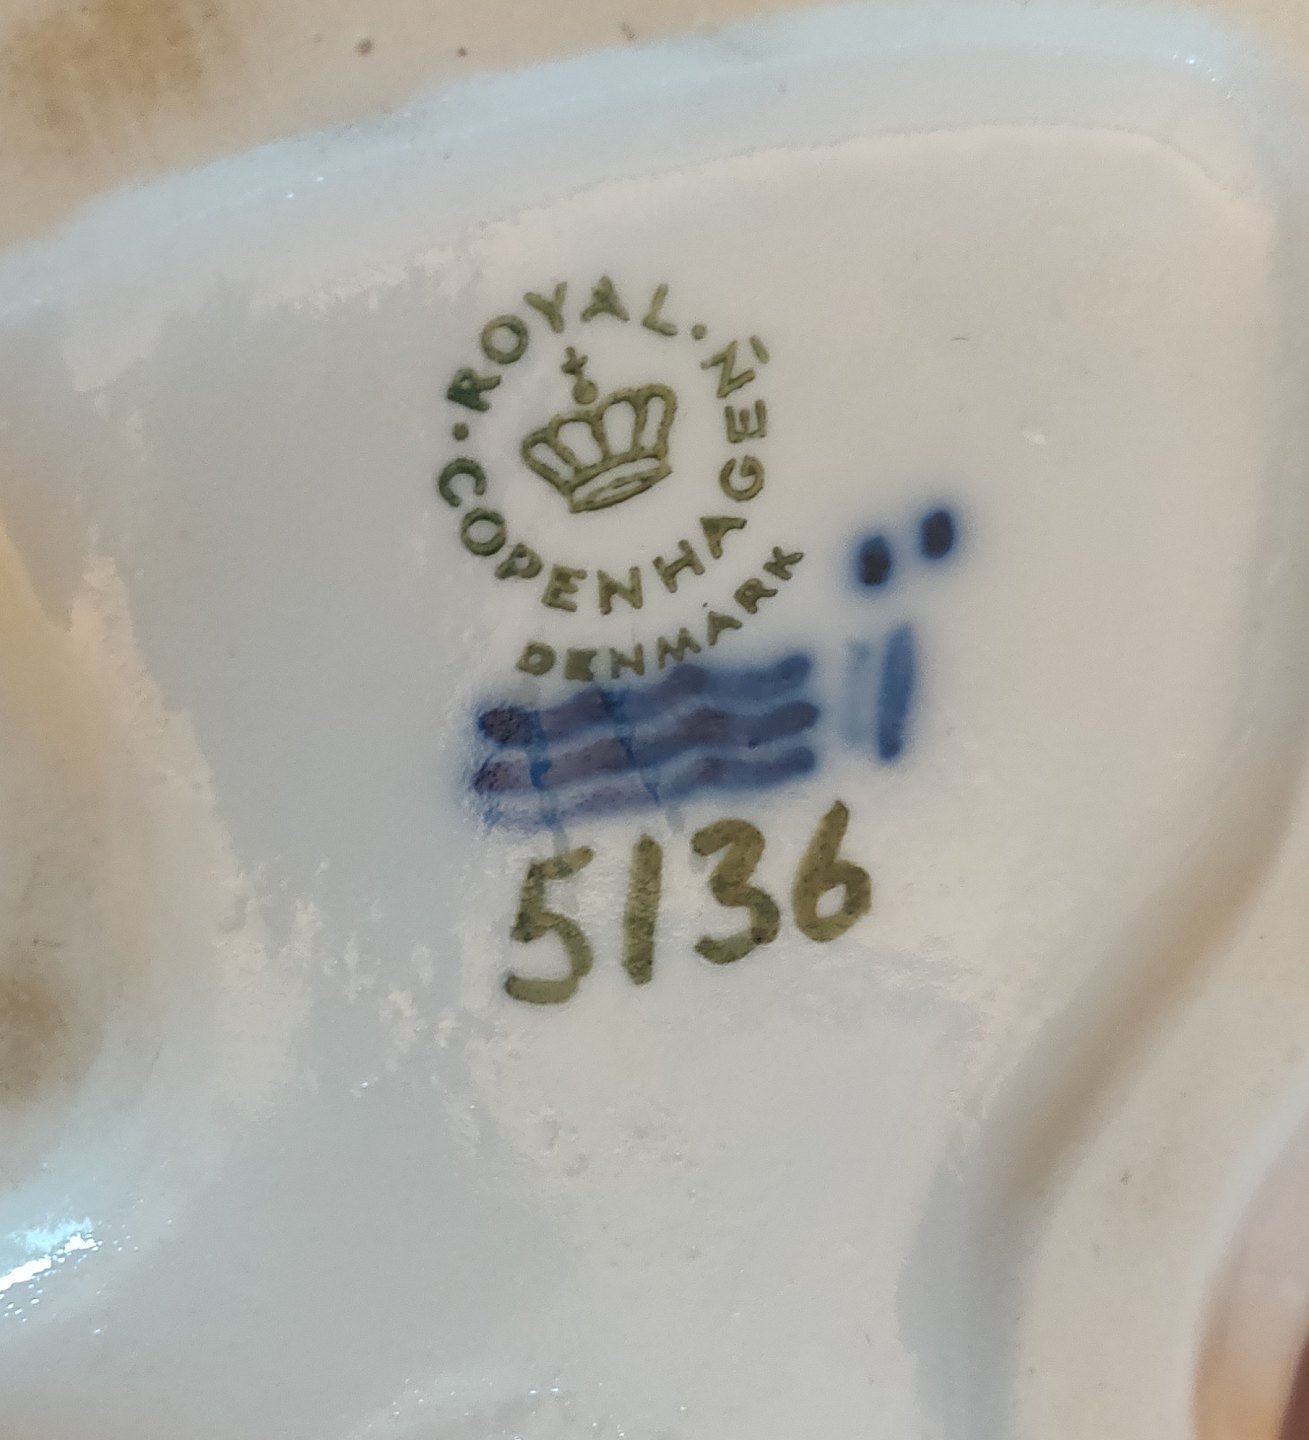 ROYAL · COPENHAGEN
DENMARK
5136